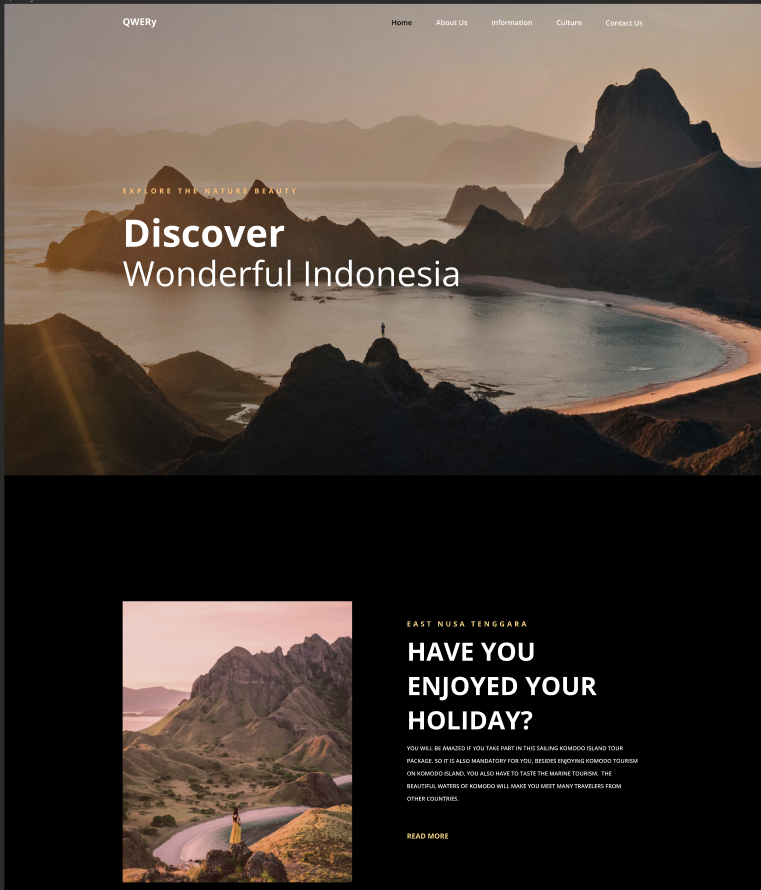 QWERy
Home About Us Information Culture Contact Us
EXPLORE THE NATURE BEAUTY
Discover
Wonderful Indonesia
EAST NUSA TENGGARA
HAVE YOU
ENJOYED YOUR
HOLIDAY?
YOU WILL BE AMAZED IF YOU TAKE PART IN THIS SAILING KOMODO ISLAND TOUR
PACKAGE. SO IT IS ALSO MANDATORY FOR YOU, BESIDES ENJOYING KOMODO TOURISM
ON KOMODO ISLAND, YOU ALSO HAVE TO TASTE THE MARINE TOURISM. THE
BEAUTIFUL WATERS OF KOMODO WILL MAKE YOU MEET MANY TRAVELERS FROM
OTHER COUNTRIES.
READ MORE